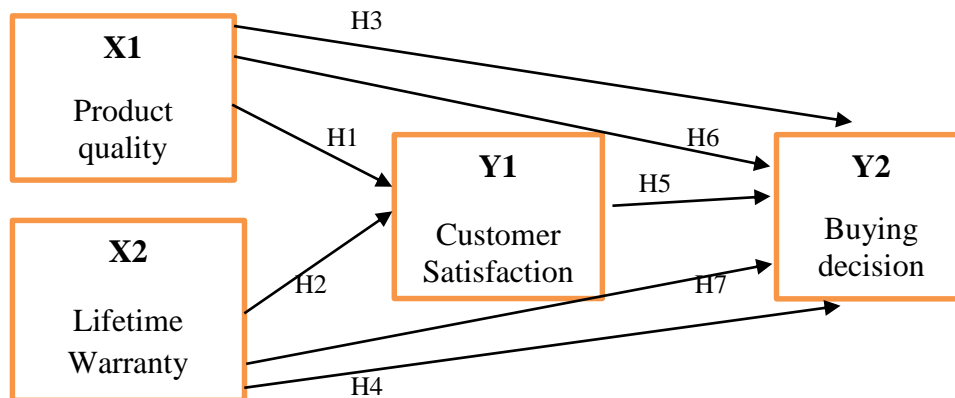 H3
X1
Product
quality
H1
H6
Y1
Customer
Satisfaction
H5
Y2
Buying
decision
X2
Lifetime
Warranty
H2
H7
H4